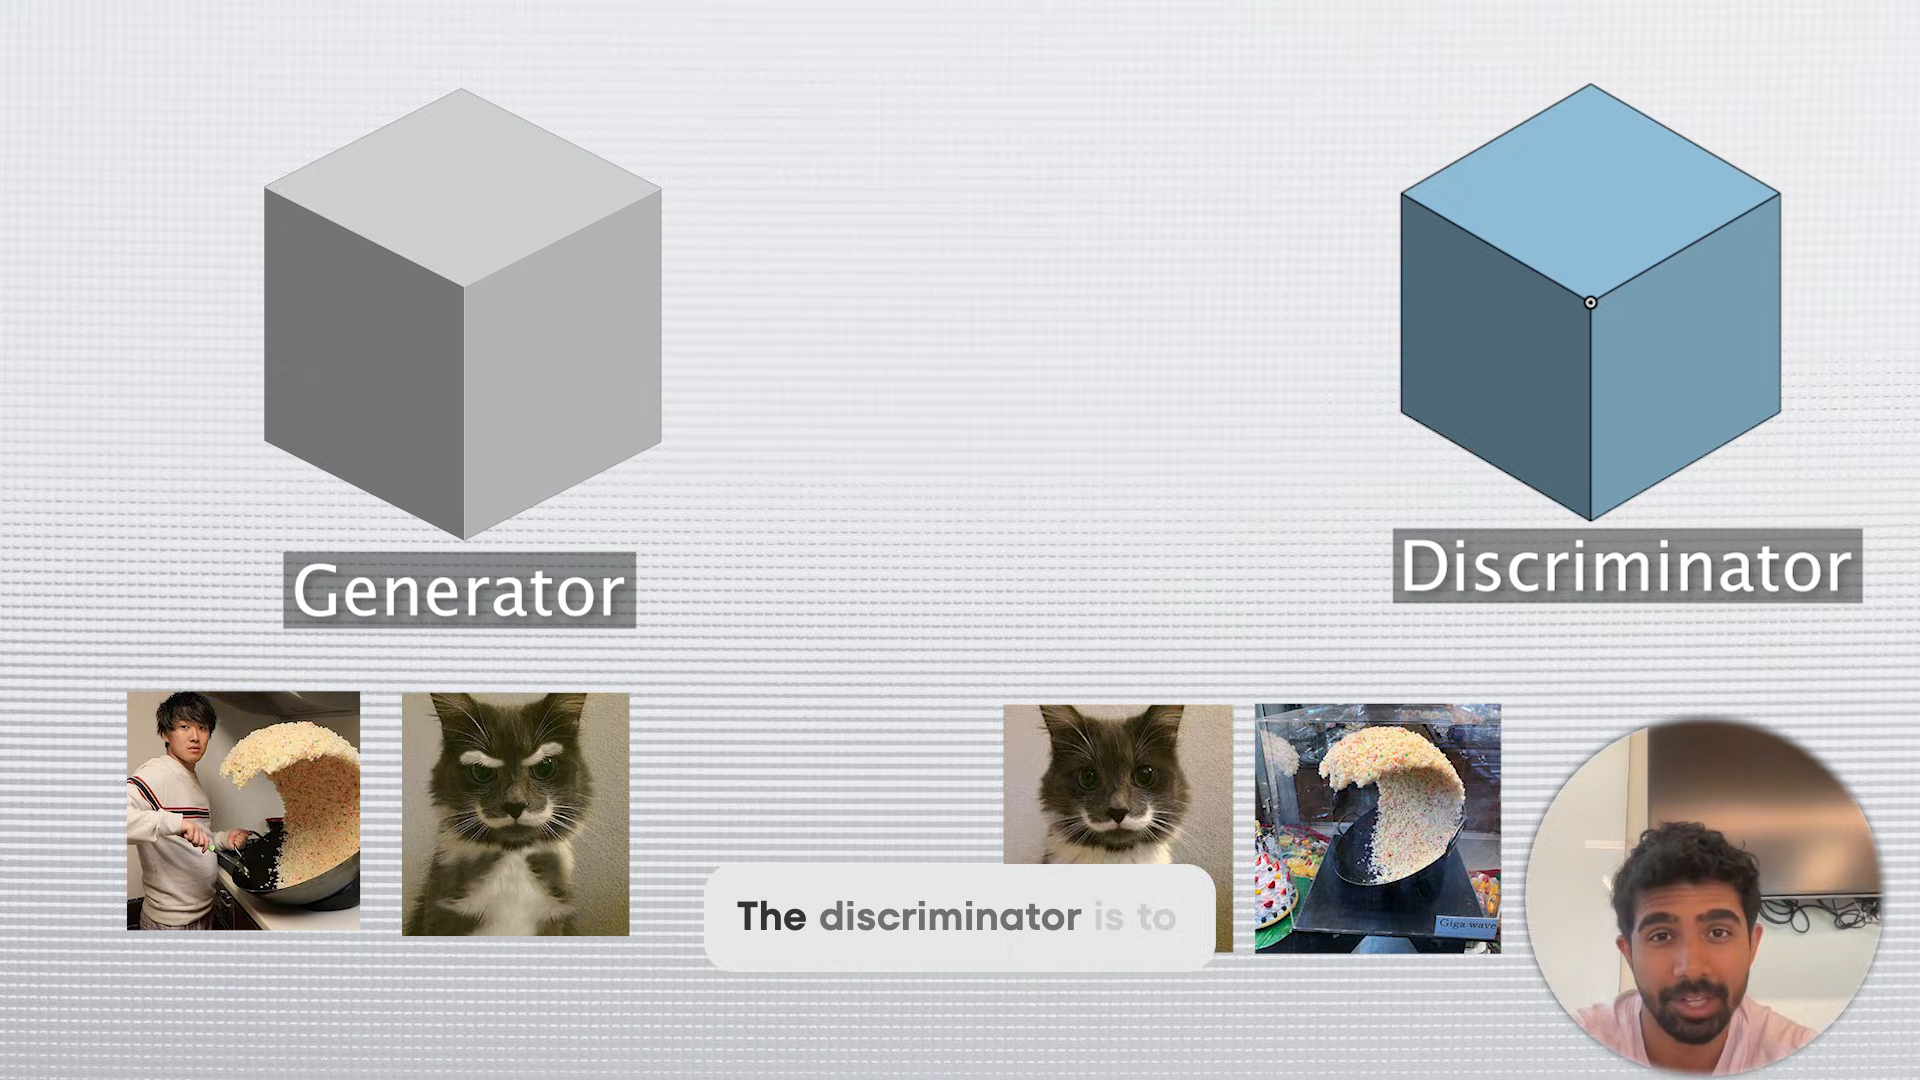 Generator
Discriminator
The discriminator is to
Giga wave